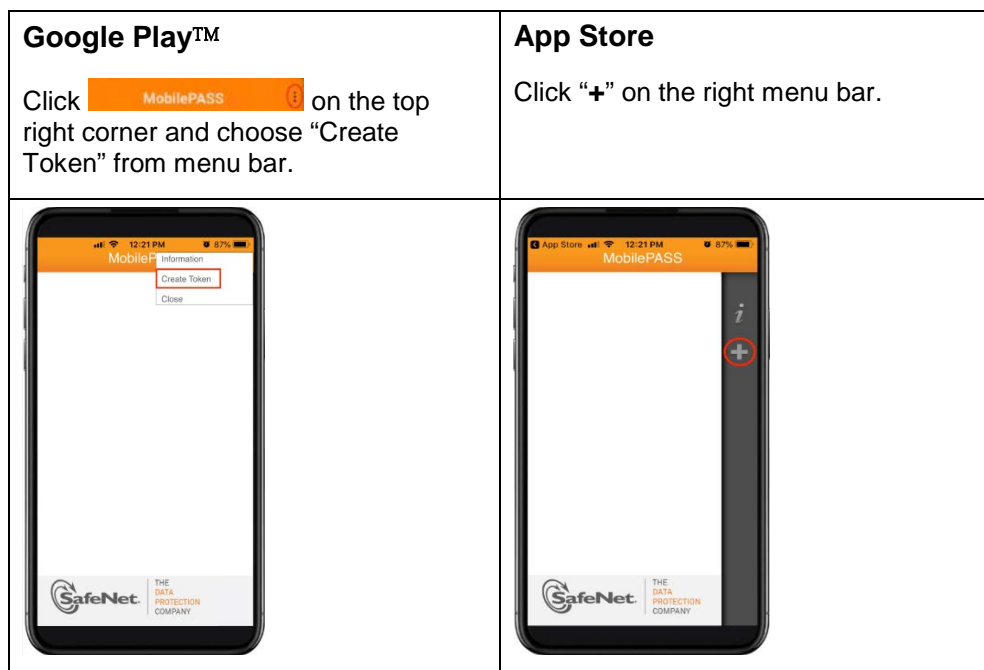 Google Play™
Click MobilePASS on the top
right corner and choose “Create
Token” from menu bar.
App Store
Click “+” on the right menu bar.
12:21 PM 87%
MobileP
Information
Create Token
Close
SafeNet.
THE
DATA
PROTECTION
COMPANY
App Store 12:21 PM 87%
MobilePASS
i
+
SafeNet.
THE
DATA
PROTECTION
COMPANY